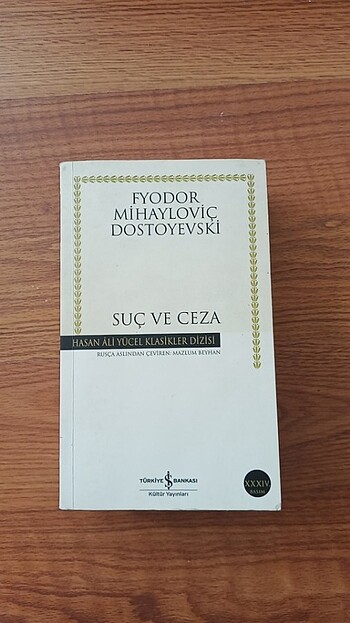 FYODOR
MİHAYLOVİÇ
DOSTOYEVSKİ
SUÇ VE CEZA
HASAN ÂLİ YÜCEL KLASİKLER DİZİSİ
RUSÇA ASLINDAN ÇEVİREN: MAZLUM BEYHAN
TÜRKİYE İŞ BANKASI
Kültür Yayınları
XXXIV
BASIM